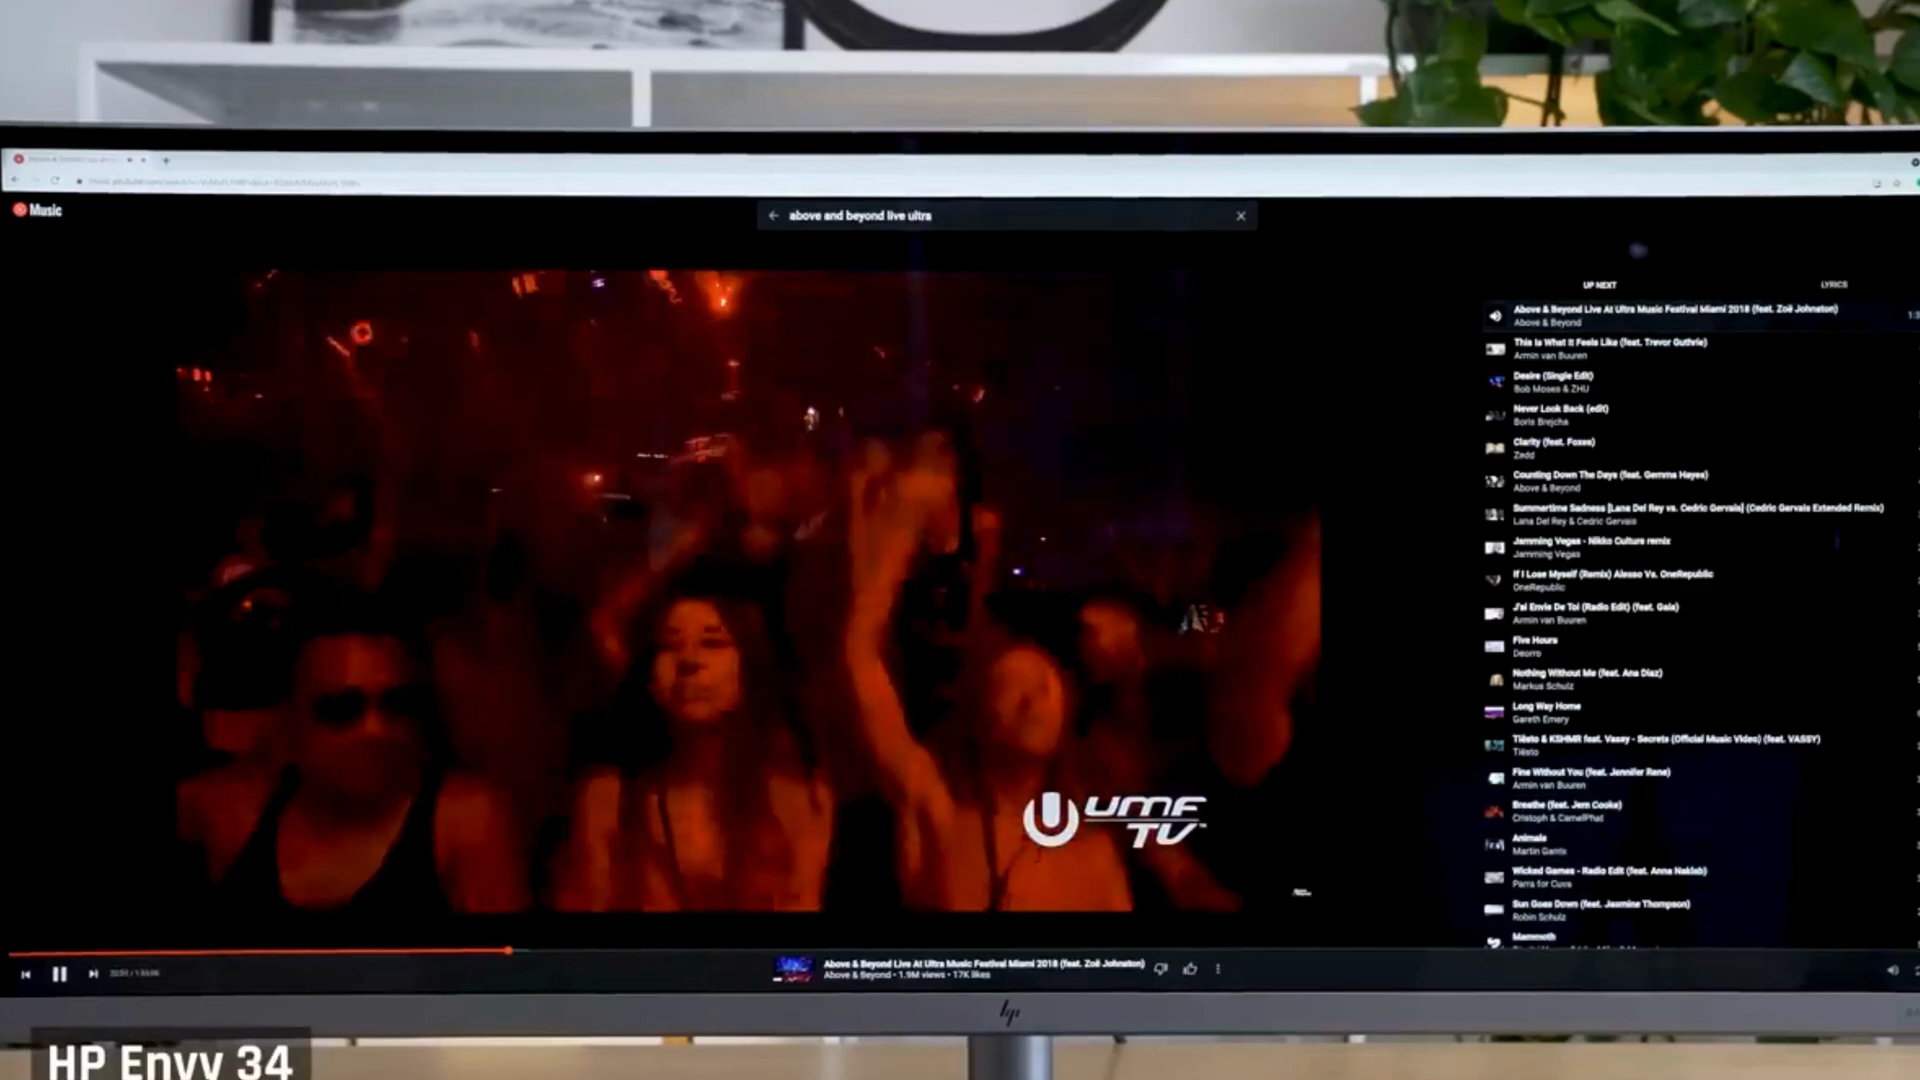 Music
above and beyond live ultra
UP NEXT
LYRICS
Above & Beyond Live At Ultra Music Festival Miami 2018 (feat. Zoë Johnston)
Above & Beyond
This Is What It Feels Like (feat. Trevor Guthrie)
Armin van Buuren
Desire (Single Edit)
Bob Moses & ZHU
Never Look Back (edit)
Boris Brejcha
Clarity (feat. Foxes)
Zedd
Counting Down The Days (feat. Gemma Hayes)
Above & Beyond
Summertime Sadness [Lana Del Rey vs. Cedric Gervais] (Cedric Gervais Extended Remix)
Lana Del Rey & Cedric Gervais
Jamming Vegas - Nikko Culture remix
Jamming Vegas
If I Lose Myself (Remix) Alesso Vs. OneRepublic
OneRepublic
J'ai Envie De Toi (Radio Edit) (feat. Gaia)
Armin van Buuren
Five Hours
Deorro
Nothing Without Me (feat. Ana Diaz)
Markus Schulz
Long Way Home
Gareth Emery
Tiësto & KSHMR feat. Vassy - Secrets (Official Music Video) (feat. VASSY)
Tiësto
Fine Without You (feat. Jennifer Rene)
Armin van Buuren
Breathe (feat. Jem Cooke)
Cristoph & CamelPhat
Animals
Martin Garrix
Wicked Games - Radio Edit (feat. Anna Naklab)
Parra for Cuva
Sun Goes Down (feat. Jasmine Thompson)
Robin Schulz
Mammoth
UMF
TV
Above & Beyond Live At Ultra Music Festival Miami 2018 (feat. Zoë Johnston)
Above & Beyond • 1.9M views • 17K likes
hp
HP Envy 34